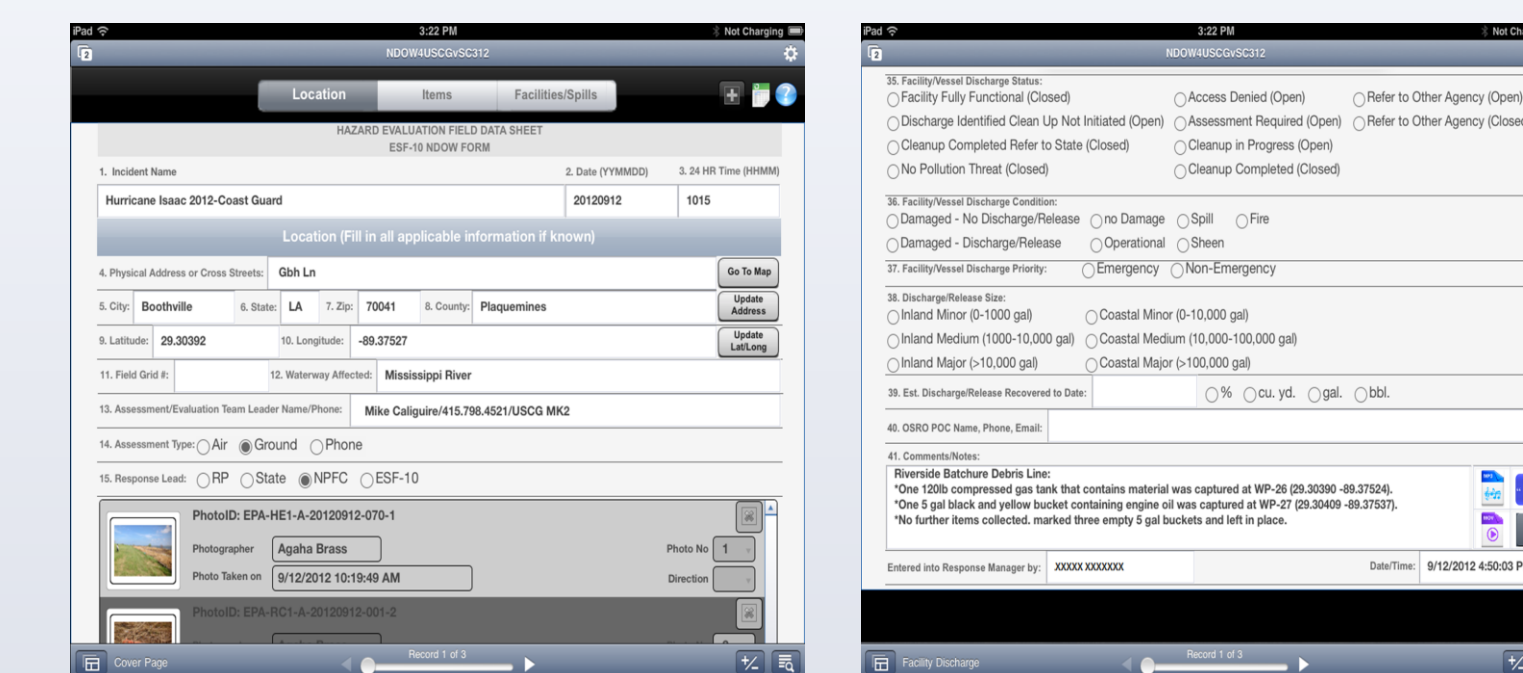 iPad 3:22 PM Not Charging
2 NDOW4USCGvSC312
Location Items Facilities/Spills
HAZARD EVALUATION FIELD DATA SHEET
ESF-10 NDOW FORM
1. Incident Name 2. Date (YYMMDD) 3. 24 HR Time (HHMM)
Hurricane Isaac 2012-Coast Guard 20120912 1015
Location (Fill in all applicable information if known)
4. Physical Address or Cross Streets: Gbh Ln Go To Map
5. City: Boothville 6. State: LA 7. Zip: 70041 8. County: Plaquemines Update Address
9. Latitude: 29.30392 10. Longitude: -89.37527 Update Lat/Long
11. Field Grid #: 12. Waterway Affected: Mississippi River
13. Assessment/Evaluation Team Leader Name/Phone: Mike Caliguire/415.798.4521/USCG MK2
14. Assessment Type: Air Ground Phone
15. Response Lead: RP State NPFC ESF-10
PhotoID: EPA-HE1-A-20120912-070-1
Photographer Agaha Brass Photo No 1
Photo Taken on 9/12/2012 10:19:49 AM Direction
PhotoID: EPA-RC1-A-20120912-001-2
Cover Page Record 1 of 3
iPad 3:22 PM Not
2 NDOW4USCGvSC312
35. Facility/Vessel Discharge Status:
Facility Fully Functional (Closed) Access Denied (Open) Refer to Other Agency (Open)
Discharge Identified Clean Up Not Initiated (Open) Assessment Required (Open) Refer to Other Agency (Close
Cleanup Completed Refer to State (Closed) Cleanup in Progress (Open)
No Pollution Threat (Closed) Cleanup Completed (Closed)
36. Facility/Vessel Discharge Condition:
Damaged - No Discharge/Release no Damage Spill Fire
Damaged - Discharge/Release Operational Sheen
37. Facility/Vessel Discharge Priority: Emergency Non-Emergency
38. Discharge/Release Size:
Inland Minor (0-1000 gal) Coastal Minor (0-10,000 gal)
Inland Medium (1000-10,000 gal) Coastal Medium (10,000-100,000 gal)
Inland Major (>10,000 gal) Coastal Major (>100,000 gal)
39. Est. Discharge/Release Recovered to Date: % cu. yd. gal. bbl.
40. OSRO POC Name, Phone, Email:
41. Comments/Notes:
Riverside Batchure Debris Line:
*One 120lb compressed gas tank that contains material was captured at WP-26 (29.30390 -89.37524).
*One 5 gal black and yellow bucket containing engine oil was captured at WP-27 (29.30409 -89.37537).
*No further items collected. marked three empty 5 gal buckets and left in place.
Entered into Response Manager by: XXXXX XXXXXXX Date/Time: 9/12/2012 4:50:03 P
Facility Discharge Record 1 of 3